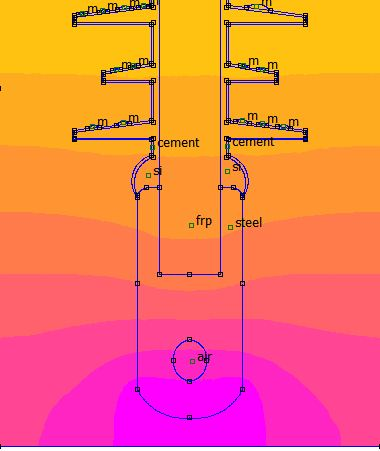 m m m m m
m m m m
m m m m
cement cement
si si
frp steel
air